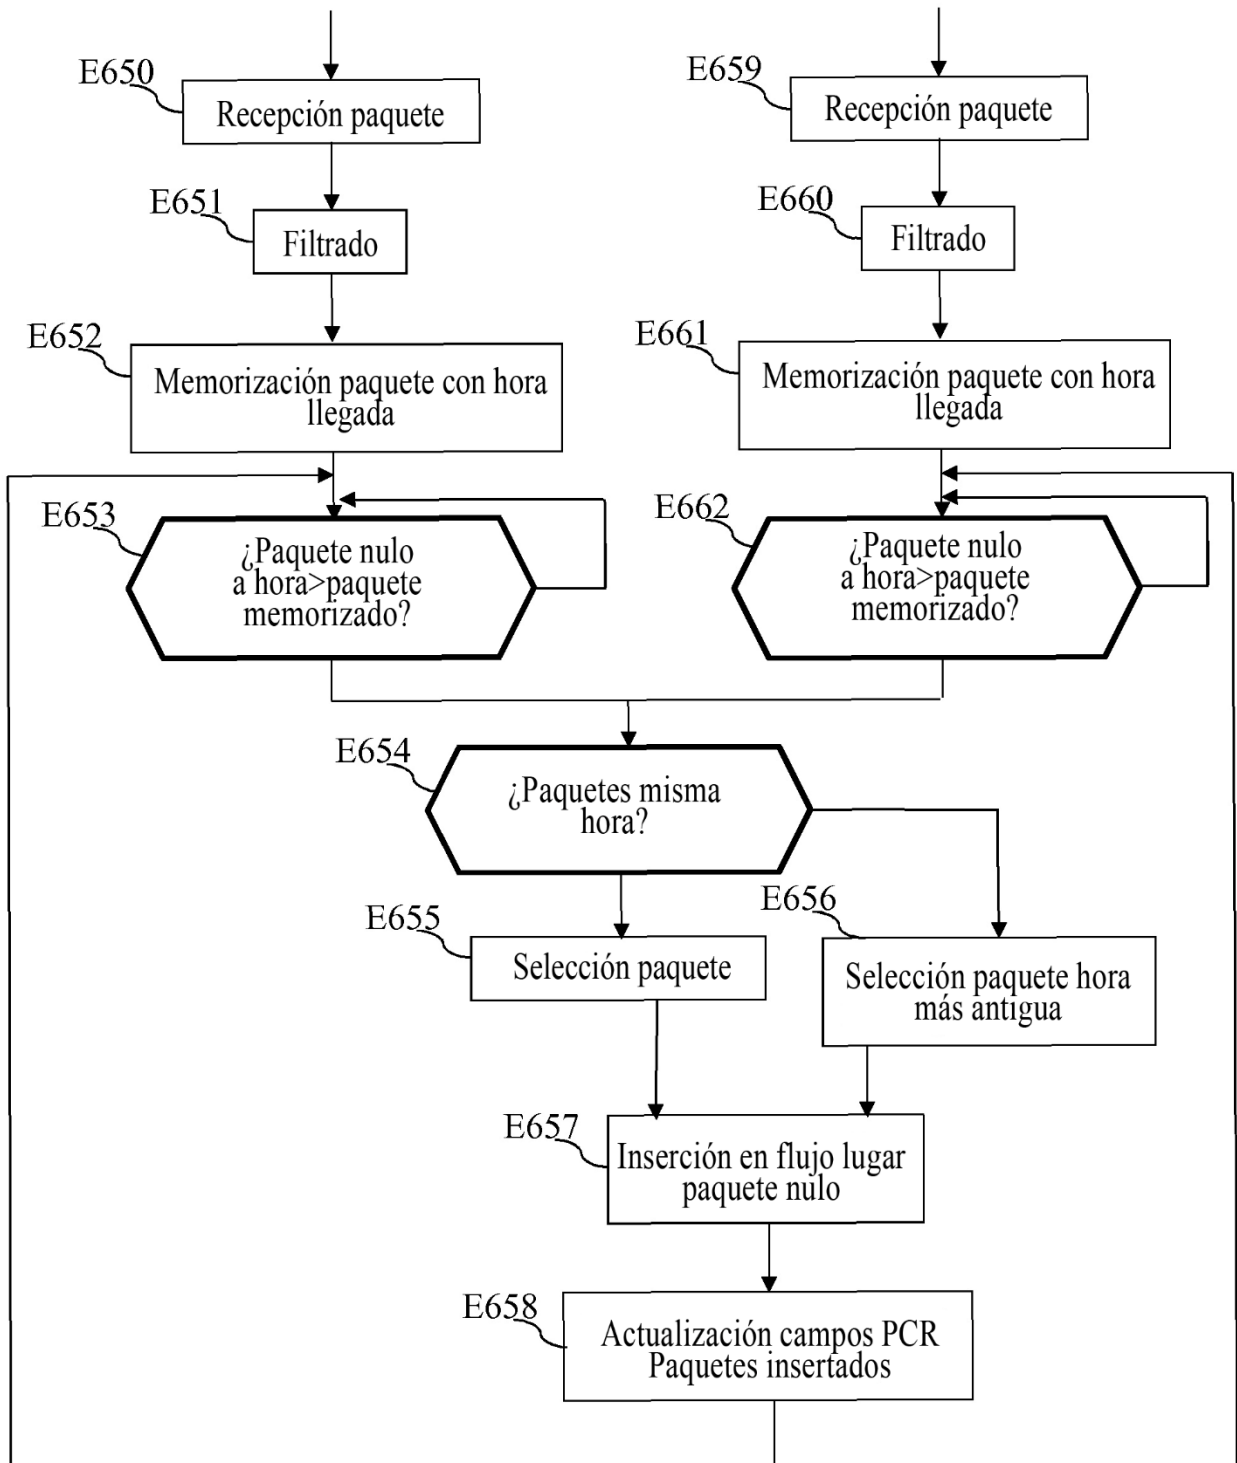 E650
Recepción paquete
E659
Recepción paquete
E651
Filtrado
E660
Filtrado
E652
Memorización paquete con hora
llegada
E661
Memorización paquete con hora
llegada
E653
¿Paquete nulo
a hora>paquete
memorizado?
E662
¿Paquete nulo
a hora>paquete
memorizado?
E654
¿Paquetes misma
hora?
E655
Selección paquete
E656
Selección paquete hora
más antigua
E657
Inserción en flujo lugar
paquete nulo
E658
Actualización campos PCR
Paquetes insertados